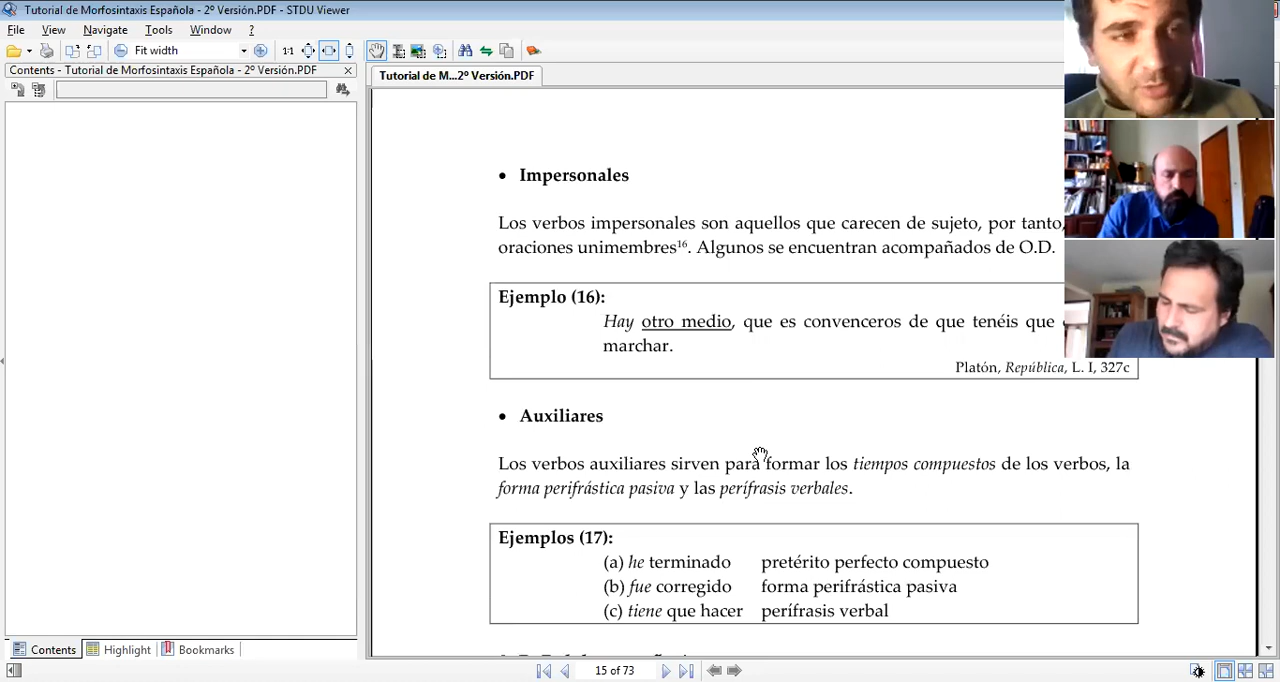 Tutorial de Morfosintaxis Española - 2º Versión.PDF - STDU Viewer
File View Navigate Tools Window ?
Fit width 1:1
Contents - Tutorial de Morfosintaxis Española - 2º Versión.PDF
Tutorial de M...2º Versión.PDF
• Impersonales
Los verbos impersonales son aquellos que carecen de sujeto, por tanto,
oraciones unimembres¹⁶. Algunos se encuentran acompañados de O.D.
Ejemplo (16):
Hay otro medio, que es convenceros de que tenéis que
marchar.
Platón, República, L. I, 327c
• Auxiliares
Los verbos auxiliares sirven para formar los tiempos compuestos de los verbos, la
forma perifrástica pasiva y las perífrasis verbales.
Ejemplos (17):
(a) he terminado pretérito perfecto compuesto
(b) fue corregido forma perifrástica pasiva
(c) tiene que hacer perífrasis verbal
Contents Highlight Bookmarks
15 of 73